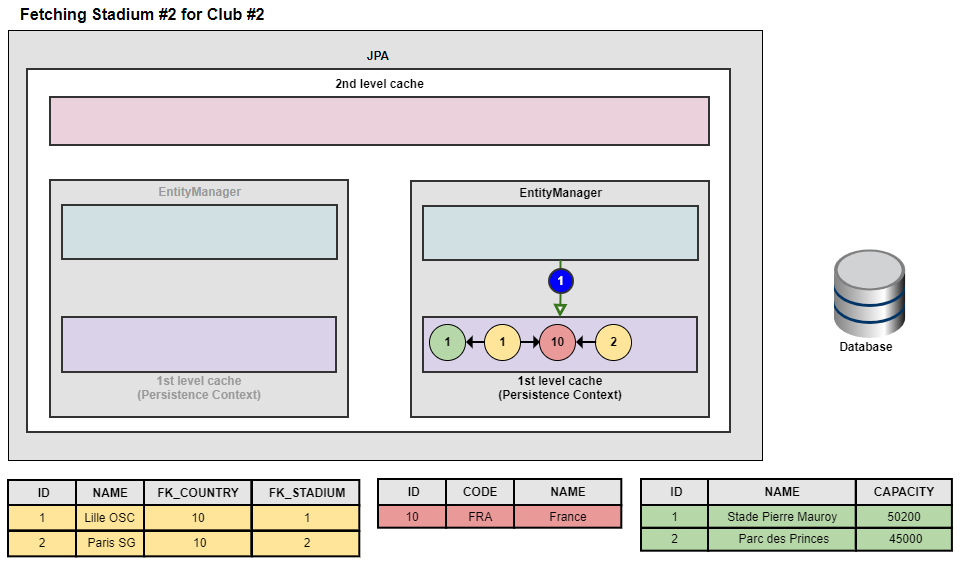 Fetching Stadium #2 for Club #2
JPA
2nd level cache
EntityManager
EntityManager
1
1
1
10
2
1st level cache
(Persistence Context)
1st level cache
(Persistence Context)
Database
ID NAME FK_COUNTRY FK_STADIUM
1 Lille OSC 10 1
2 Paris SG 10 2
ID CODE NAME
10 FRA France
ID NAME CAPACITY
1 Stade Pierre Mauroy 50200
2 Parc des Princes 45000